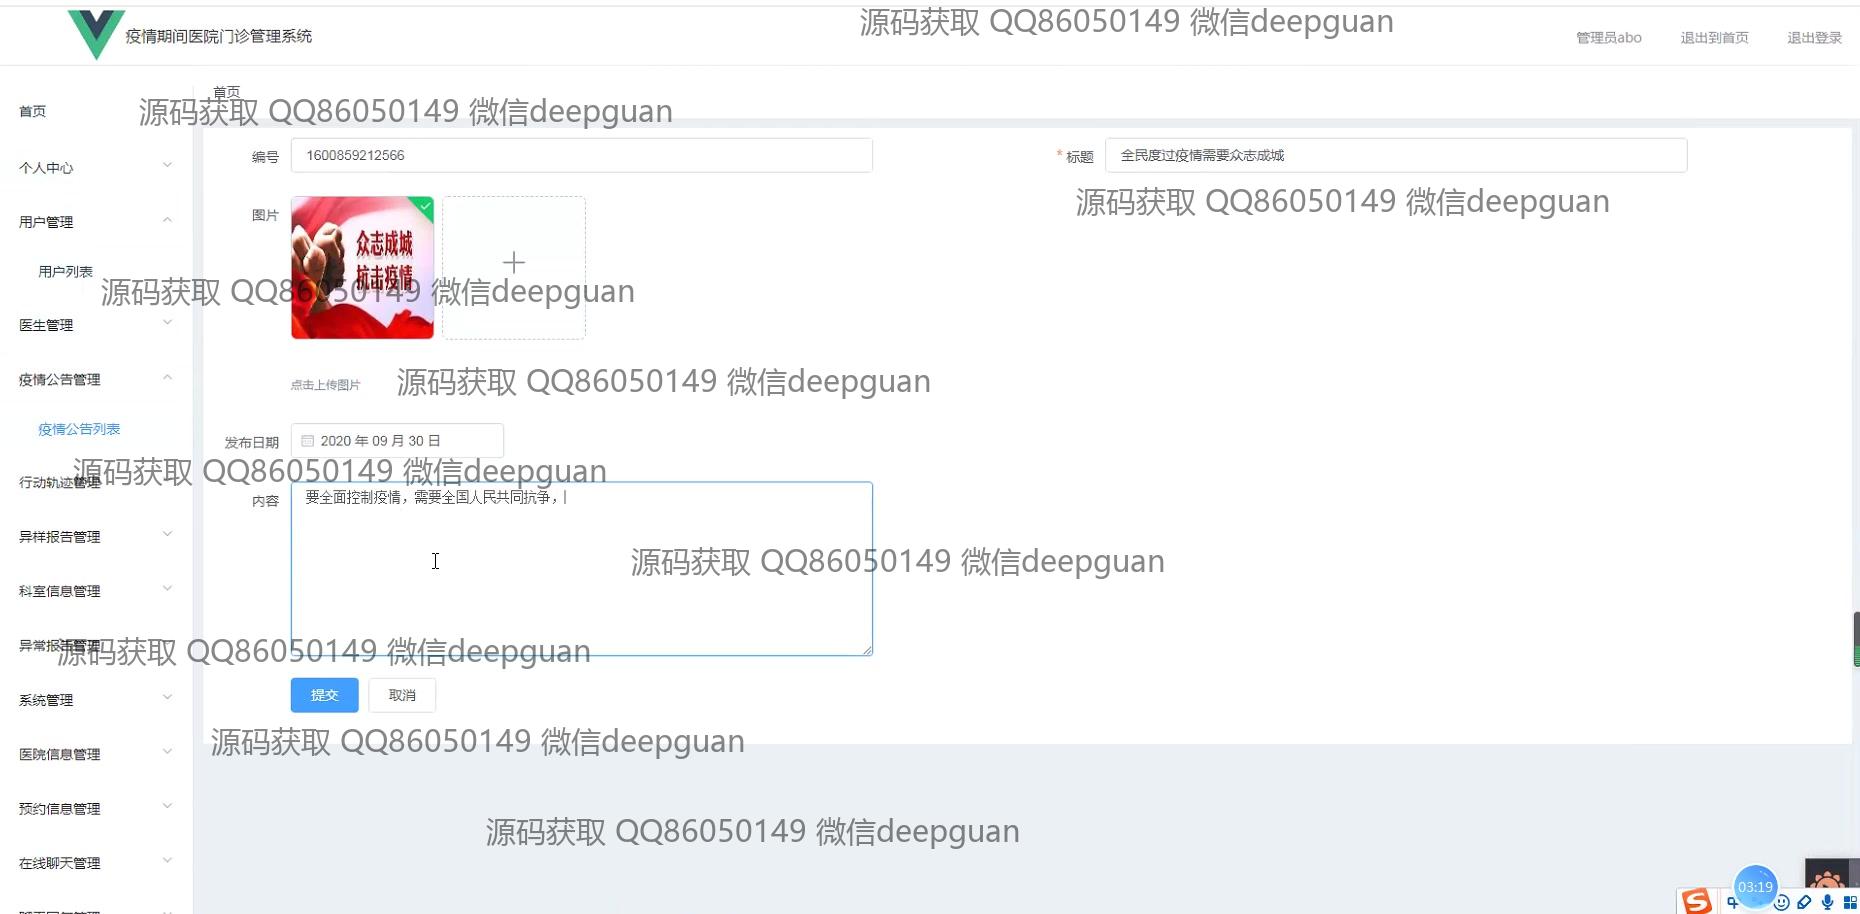 源码获取 QQ86050149 微信deepguan
疫情期间医院门诊管理系统
管理员abo
退出到首页
退出登录
首页
首页
源码获取 QQ86050149 微信deepguan
个人中心
编号
1600859212566
* 标题
全民度过疫情需要众志成城
源码获取 QQ86050149 微信deepguan
用户管理
图片
众志成城
抗击疫情
用户列表
源码获取 QQ86050149 微信deepguan
医生管理
疫情公告管理
点击上传图片
源码获取 QQ86050149 微信deepguan
疫情公告列表
发布日期
2020 年 09 月 30 日
源码获取 QQ86050149 微信deepguan
行动轨迹管理
内容
要全面控制疫情，需要全国人民共同抗争，
异样报告管理
源码获取 QQ86050149 微信deepguan
科室信息管理
异常报告管理
源码获取 QQ86050149 微信deepguan
系统管理
提交
取消
源码获取 QQ86050149 微信deepguan
医院信息管理
预约信息管理
源码获取 QQ86050149 微信deepguan
在线聊天管理
03:19